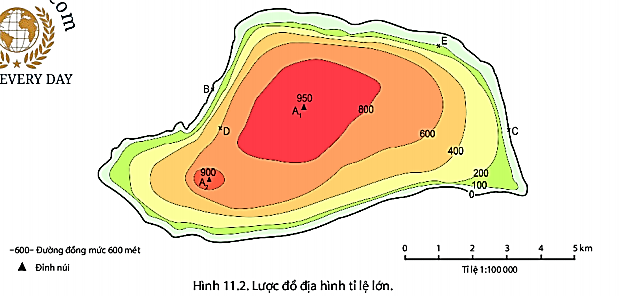 com
EVERY DAY
E
B
950
A₁
800
C
D
600
400
900
A₂
200
100
0
–600– Đường đồng mức 600 mét
Đỉnh núi
0 1 2 3 4 5 km
Tỉ lệ 1:100 000
Hình 11.2. Lược đồ địa hình tỉ lệ lớn.